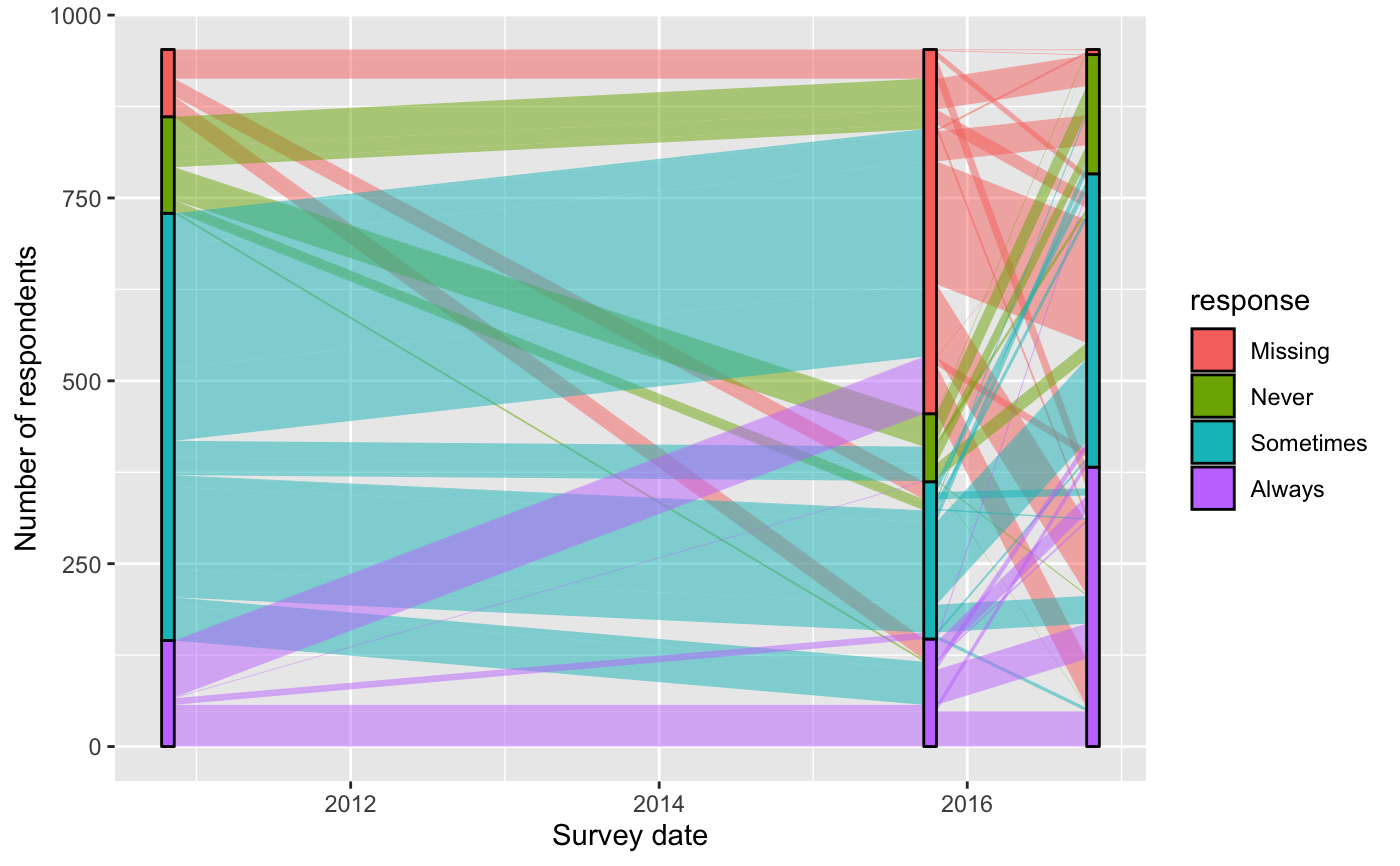 1000
750
500
250
0
Number of respondents
2012
2014
2016
Survey date
response
Missing
Never
Sometimes
Always